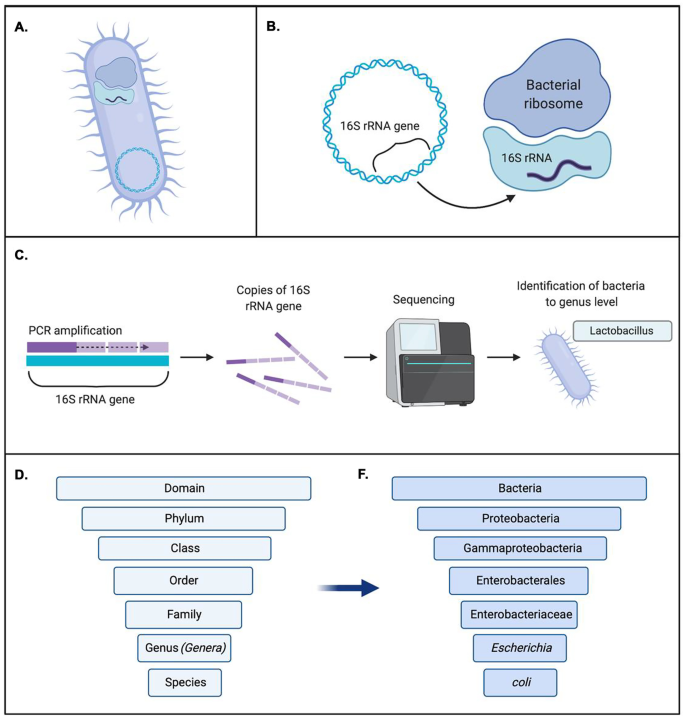 A.
B.
16S rRNA gene
Bacterial
ribosome
16S rRNA
C.
PCR amplification
16S rRNA gene
Copies of 16S
rRNA gene
Sequencing
Identification of bacteria
to genus level
Lactobacillus
D.
Domain
Phylum
Class
Order
Family
Genus (Genera)
Species
F.
Bacteria
Proteobacteria
Gammaproteobacteria
Enterobacterales
Enterobacteriaceae
Escherichia
coli